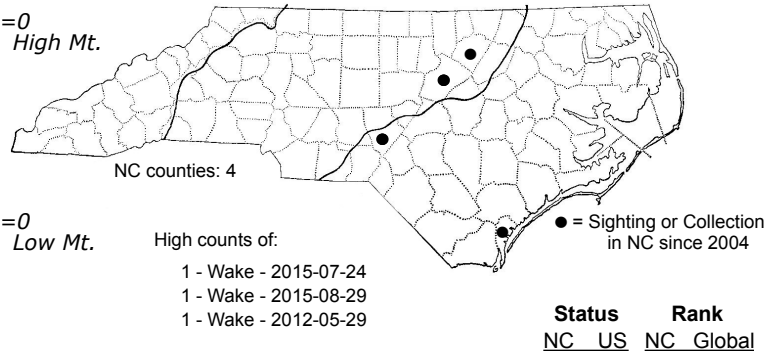 =0
High Mt.
NC counties: 4
=0
Low Mt.
High counts of:
1 - Wake - 2015-07-24
1 - Wake - 2015-08-29
1 - Wake - 2012-05-29
● = Sighting or Collection
in NC since 2004
Status Rank
NC US NC Global